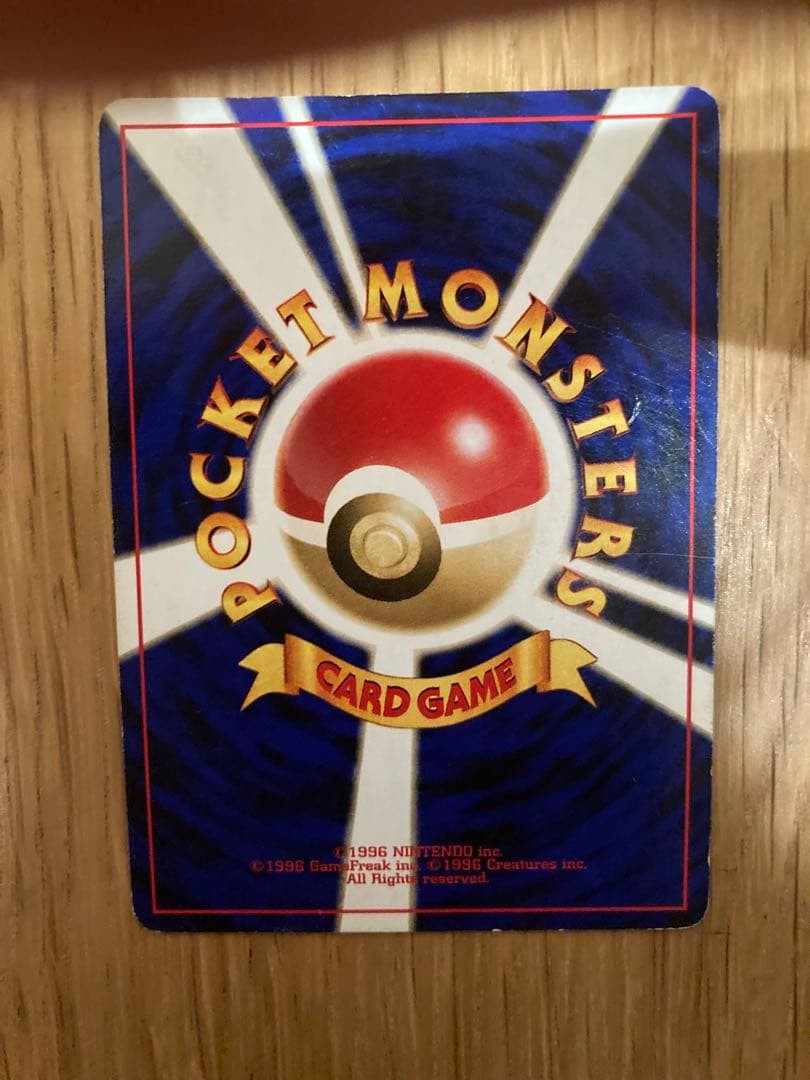 POCKET MONSTERS
CARD GAME
©1996 NINTENDO inc.
©1996 GameFreak inc. ©1996 Creatures inc.
All Rights reserved.